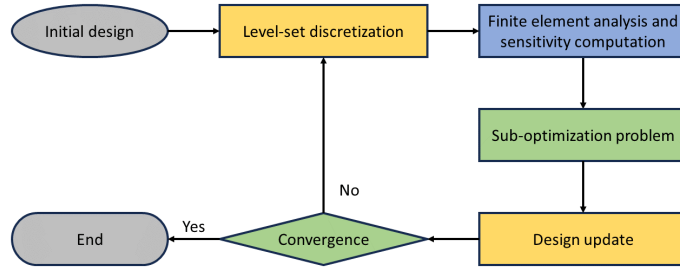 Initial design
Level-set discretization
Finite element analysis and
sensitivity computation
Sub-optimization problem
No
Yes
End
Convergence
Design update